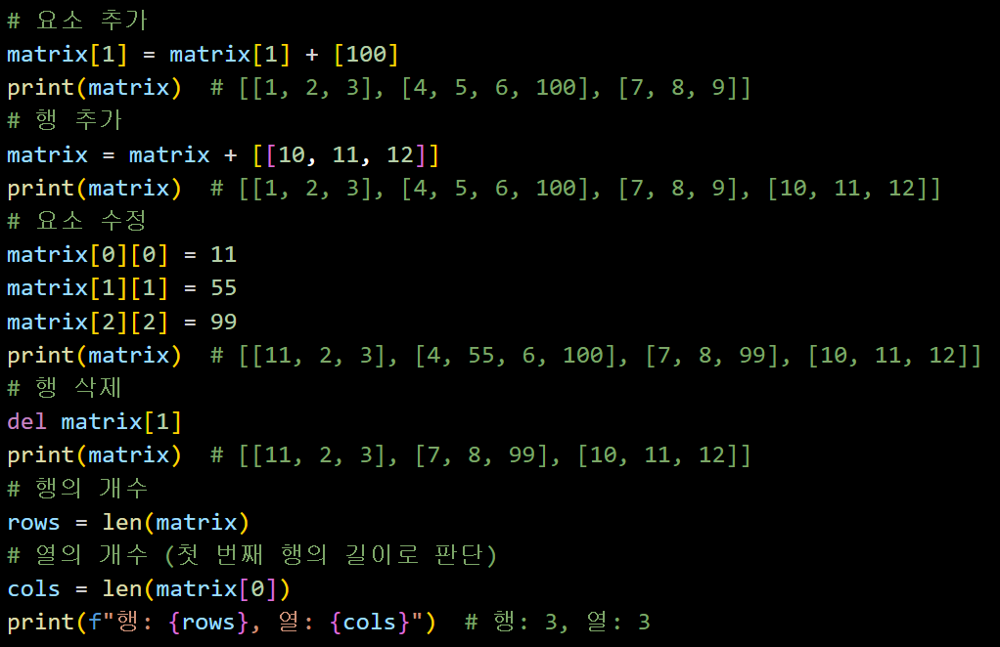 # 요소 추가
matrix[1] = matrix[1] + [100]
print(matrix)  # [[1, 2, 3], [4, 5, 6, 100], [7, 8, 9]]
# 행 추가
matrix = matrix + [[10, 11, 12]]
print(matrix)  # [[1, 2, 3], [4, 5, 6, 100], [7, 8, 9], [10, 11, 12]]
# 요소 수정
matrix[0][0] = 11
matrix[1][1] = 55
matrix[2][2] = 99
print(matrix)  # [[11, 2, 3], [4, 55, 6, 100], [7, 8, 99], [10, 11, 12]]
# 행 삭제
del matrix[1]
print(matrix)  # [[11, 2, 3], [7, 8, 99], [10, 11, 12]]
# 행의 개수
rows = len(matrix)
# 열의 개수 (첫 번째 행의 길이로 판단)
cols = len(matrix[0])
print(f"행: {rows}, 열: {cols}")  # 행: 3, 열: 3